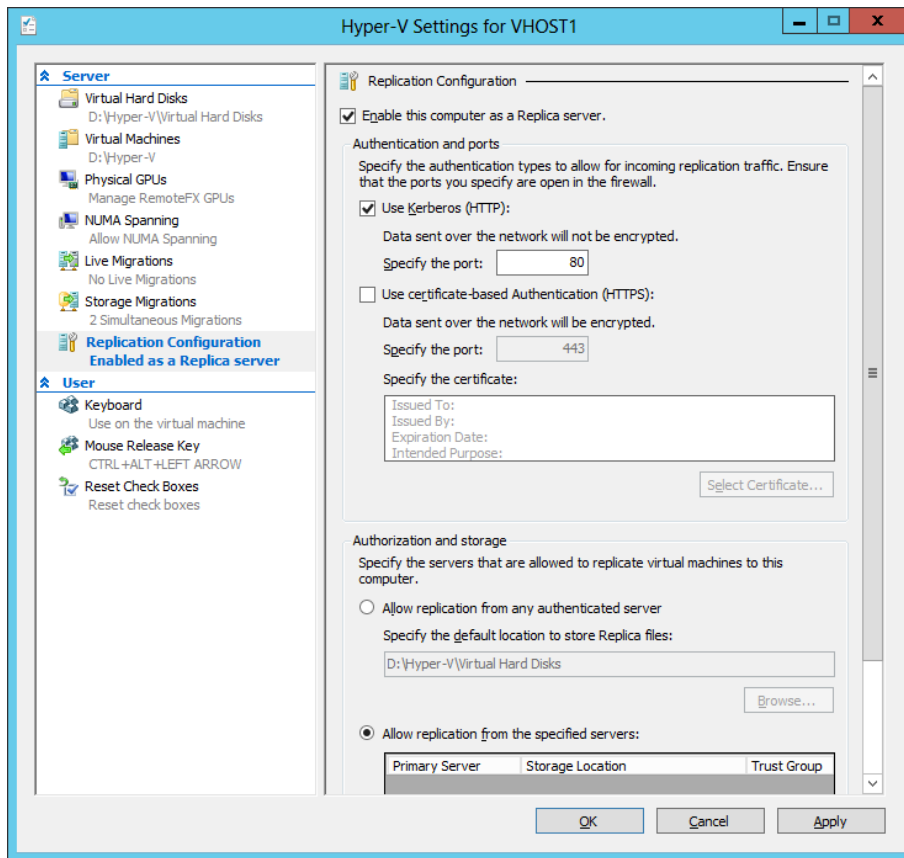 Hyper-V Settings for VHOST1
Server
Virtual Hard Disks
D:\Hyper-V\Virtual Hard Disks
Virtual Machines
D:\Hyper-V
Physical GPUs
Manage RemoteFX GPUs
NUMA Spanning
Allow NUMA Spanning
Live Migrations
No Live Migrations
Storage Migrations
2 Simultaneous Migrations
Replication Configuration
Enabled as a Replica server
User
Keyboard
Use on the virtual machine
Mouse Release Key
CTRL+ALT+LEFT ARROW
Reset Check Boxes
Reset check boxes
Replication Configuration
Enable this computer as a Replica server.
Authentication and ports
Specify the authentication types to allow for incoming replication traffic. Ensure
that the ports you specify are open in the firewall.
Use Kerberos (HTTP):
Data sent over the network will not be encrypted.
Specify the port: 80
Use certificate-based Authentication (HTTPS):
Data sent over the network will be encrypted.
Specify the port: 443
Specify the certificate:
Issued To:
Issued By:
Expiration Date:
Intended Purpose:
Select Certificate...
Authorization and storage
Specify the servers that are allowed to replicate virtual machines to this
computer.
Allow replication from any authenticated server
Specify the default location to store Replica files:
D:\Hyper-V\Virtual Hard Disks
Browse...
Allow replication from the specified servers:
Primary Server Storage Location Trust Group
OK Cancel Apply